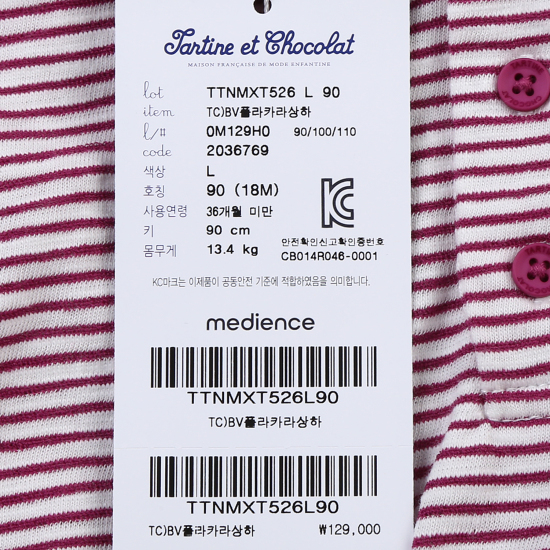 Tartine et Chocolat
MAISON FRANÇAISE DE MODE ENFANTINE
lot TTNMXT526 L 90
item TC)BV플라카라상하
l/# 0M129H0 90/100/110
code 2036769
색상 L
호칭 90 (18M)
사용연령 36개월 미만
키 90 cm
몸무게 13.4 kg
안전확인신고확인증번호
CB014R046-0001
KC마크는 이제품이 공동안전 기준에 적합하였음을 의미합니다.
medience
TTNMXT526L90
TC)BV플라카라상하
TTNMXT526L90
TC)BV플라카라상하 ₩129,000